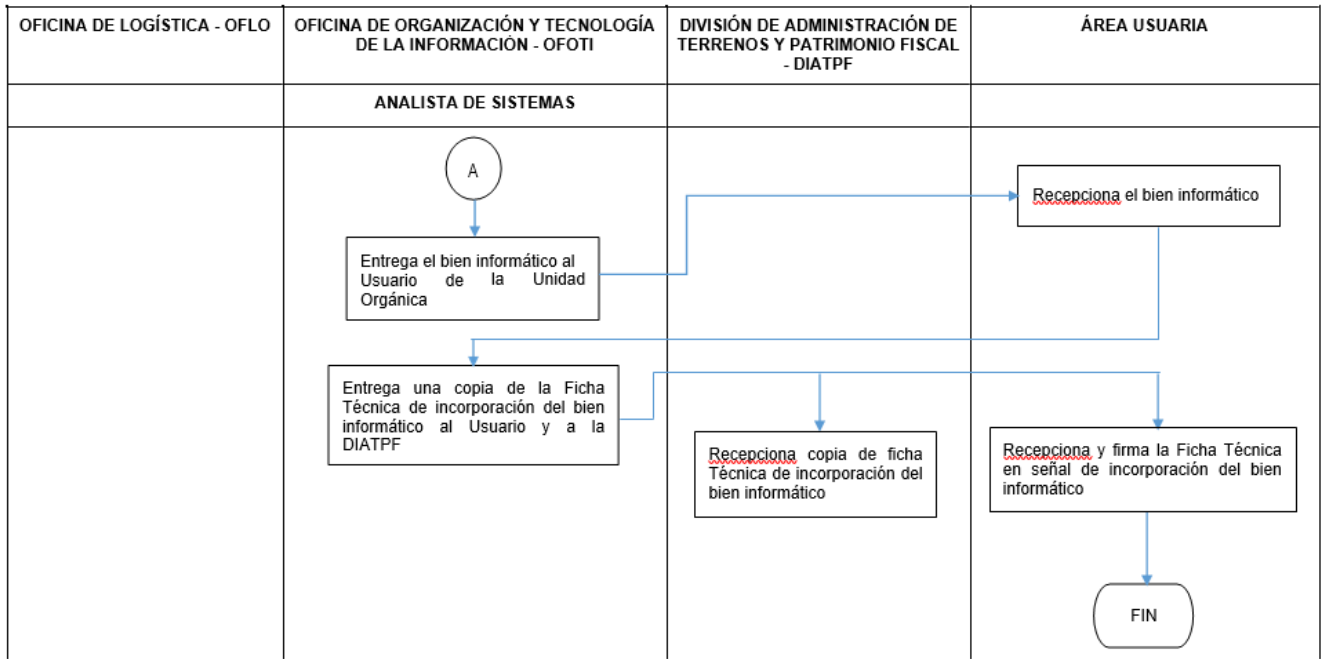 OFICINA DE LOGÍSTICA - OFLO
OFICINA DE ORGANIZACIÓN Y TECNOLOGÍA
DE LA INFORMACIÓN - OFOTI
DIVISIÓN DE ADMINISTRACIÓN DE
TERRENOS Y PATRIMONIO FISCAL
- DIATPF
ÁREA USUARIA
ANALISTA DE SISTEMAS
A
Recepciona el bien informático
Entrega el bien informático al
Usuario de la Unidad
Orgánica
Entrega una copia de la Ficha
Técnica de incorporación del bien
informático al Usuario y a la
DIATPF
Recepciona copia de ficha
Técnica de incorporación del
bien informático
Recepciona y firma la Ficha Técnica
en señal de incorporación del bien
informático
FIN